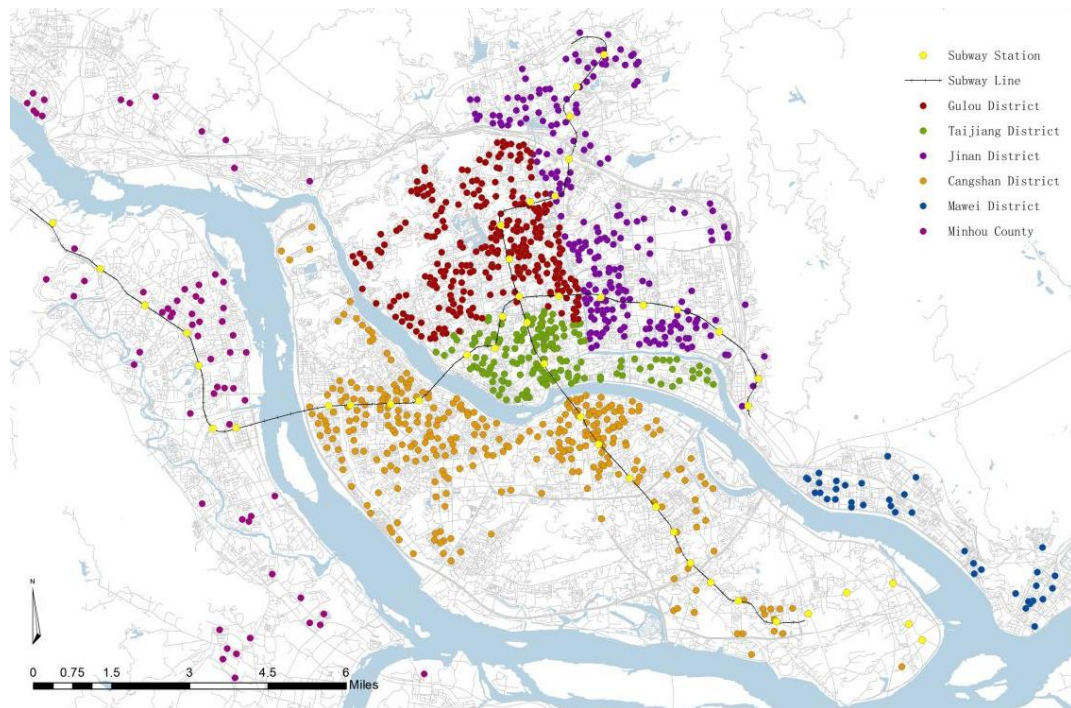 Subway Station
Subway Line
Gulou District
Taijiang District
Jinan District
Cangshan District
Mawei District
Minhou County
N
0 0.75 1.5 3 4.5 6
Miles